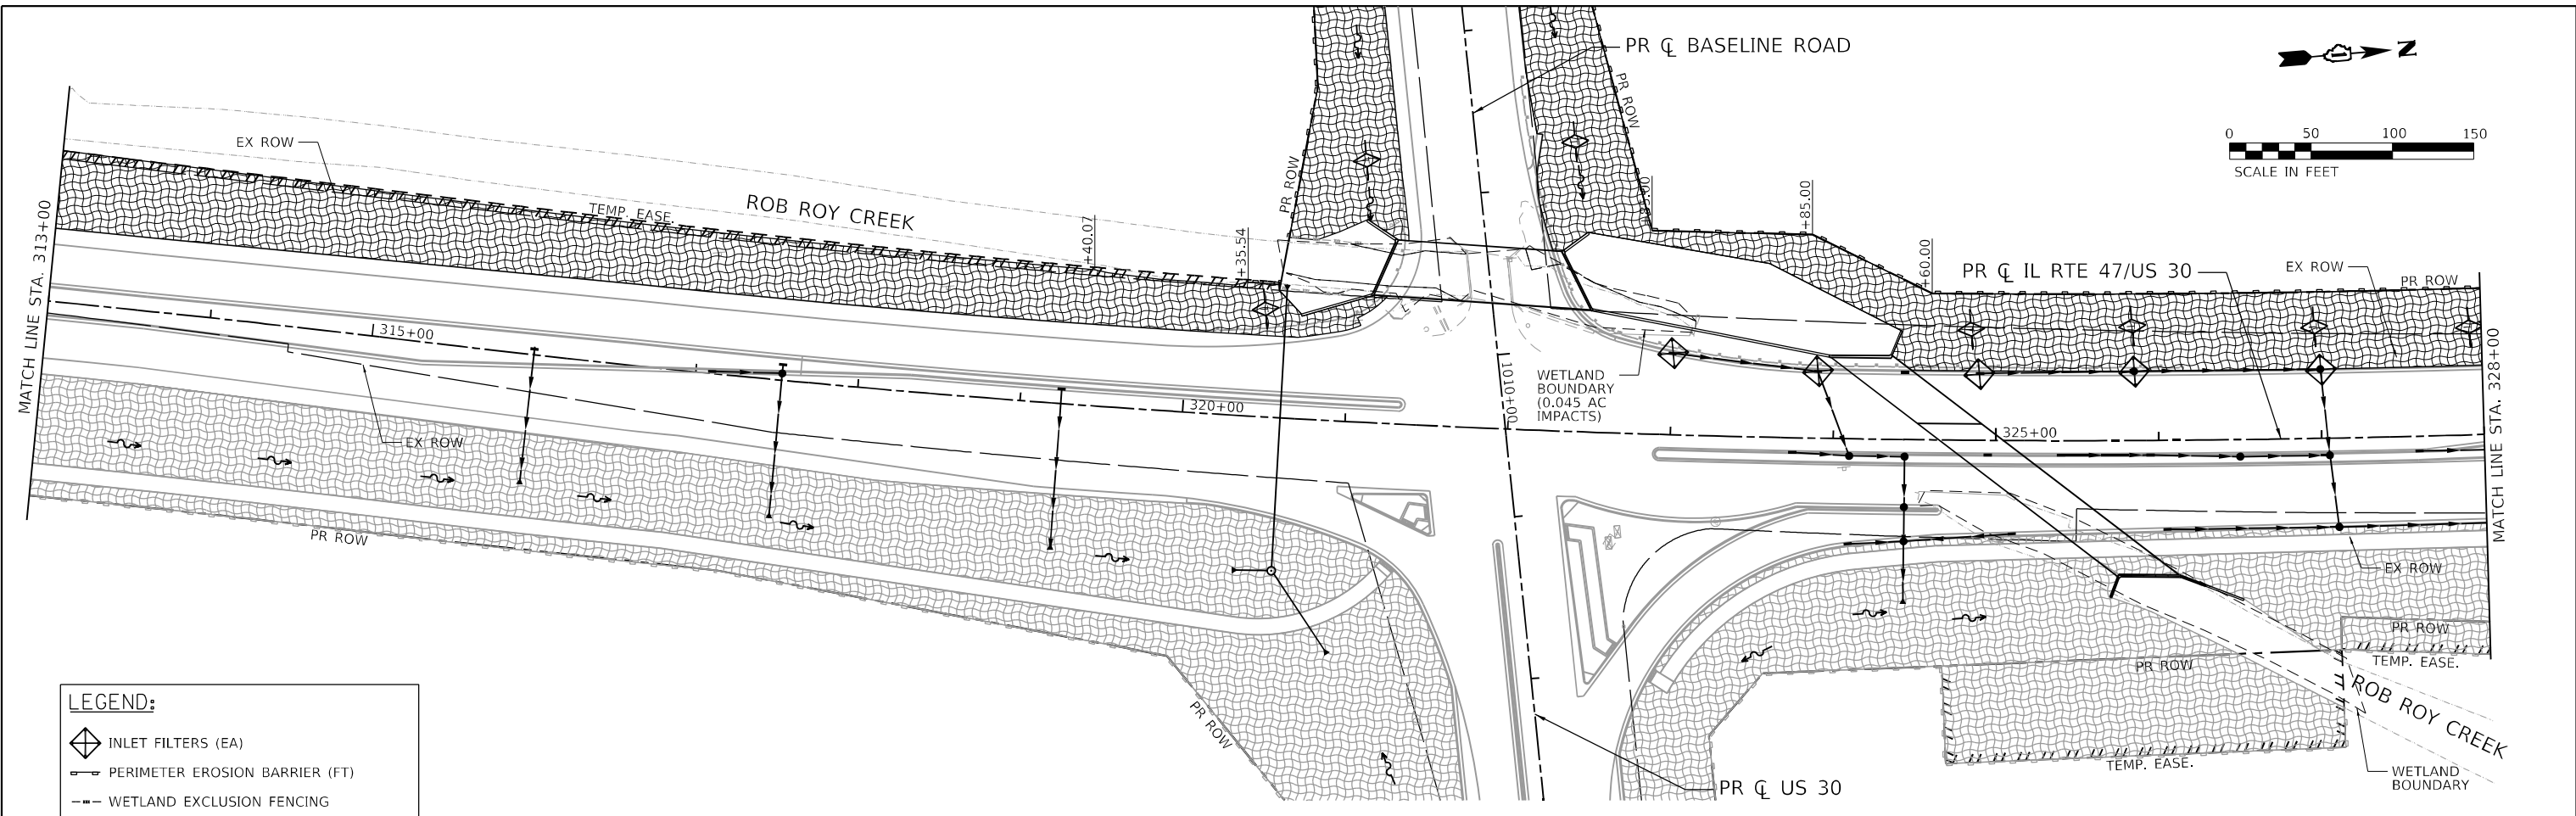 PR ℄ BASELINE ROAD
N
0 50 100 150
SCALE IN FEET
EX ROW
PR ROW
PR ROW
ROB ROY CREEK
TEMP. EASE.
+40.07
+35.54
+85.00
+60.00
PR ℄ IL RTE 47/US 30
EX ROW
PR ROW
MATCH LINE STA. 313+00
315+00
320+00
1010+00
WETLAND
BOUNDARY
(0.045 AC
IMPACTS)
325+00
MATCH LINE STA. 328+00
EX ROW
PR ROW
EX ROW
PR ROW
PR ROW
TEMP. EASE.
PR ROW
ROB ROY CREEK
TEMP. EASE.
WETLAND
BOUNDARY
PR ℄ US 30
LEGEND:
INLET FILTERS (EA)
PERIMETER EROSION BARRIER (FT)
WETLAND EXCLUSION FENCING